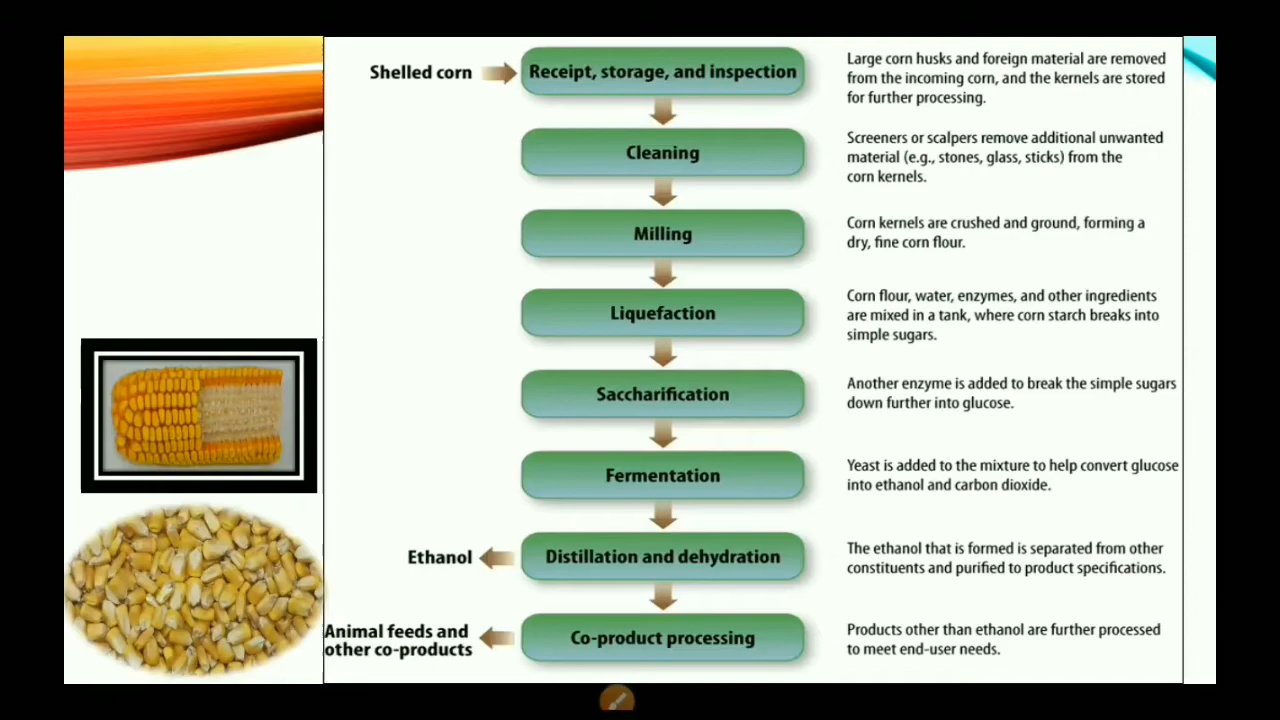 Shelled corn
Receipt, storage, and inspection
Large corn husks and foreign material are removed
from the incoming corn, and the kernels are stored
for further processing.
Cleaning
Screeners or scalpers remove additional unwanted
material (e.g., stones, glass, sticks) from the
corn kernels.
Milling
Corn kernels are crushed and ground, forming a
dry, fine corn flour.
Liquefaction
Corn flour, water, enzymes, and other ingredients
are mixed in a tank, where corn starch breaks into
simple sugars.
Saccharification
Another enzyme is added to break the simple sugars
down further into glucose.
Fermentation
Yeast is added to the mixture to help convert glucose
into ethanol and carbon dioxide.
Ethanol
Distillation and dehydration
The ethanol that is formed is separated from other
constituents and purified to product specifications.
Animal feeds and
other co-products
Co-product processing
Products other than ethanol are further processed
to meet end-user needs.